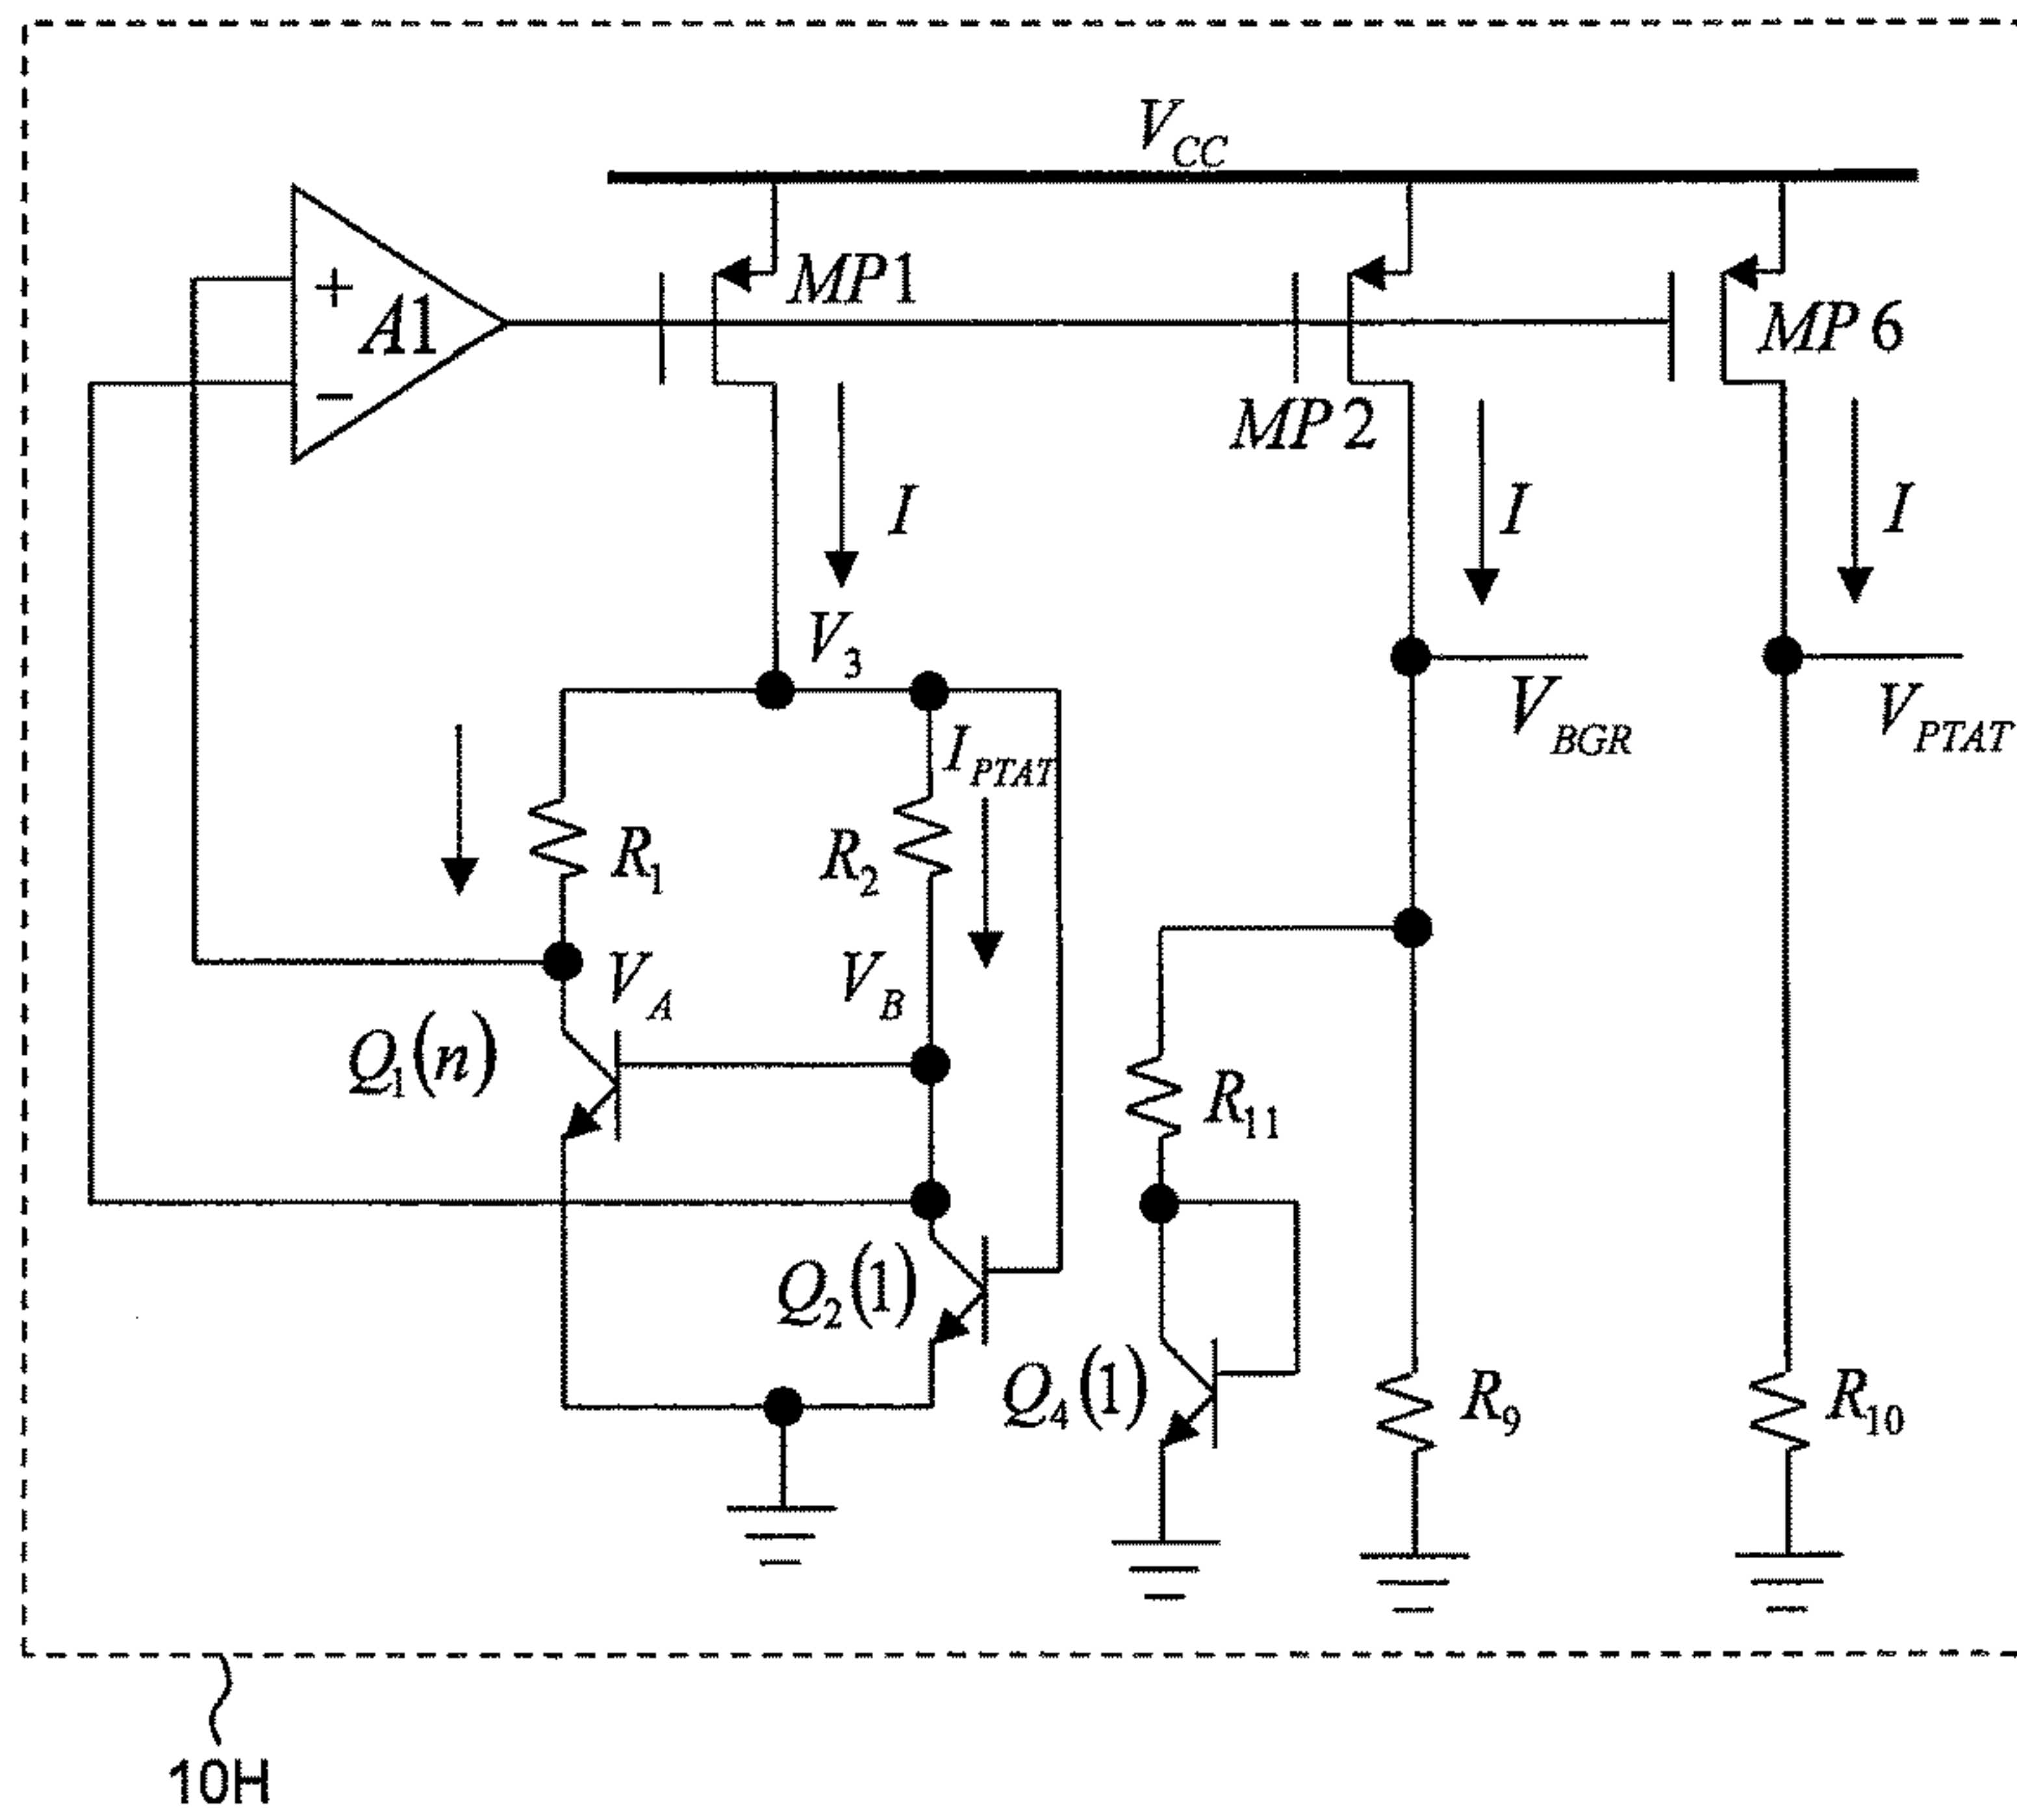 V_CC
+
A1
−
MP1
MP2
MP6
I
I
I
V_3
V_BGR
V_PTAT
I_PTAT
R_1
R_2
V_A
V_B
Q_1(n)
R_11
Q_2(1)
Q_4(1)
R_9
R_10
10H